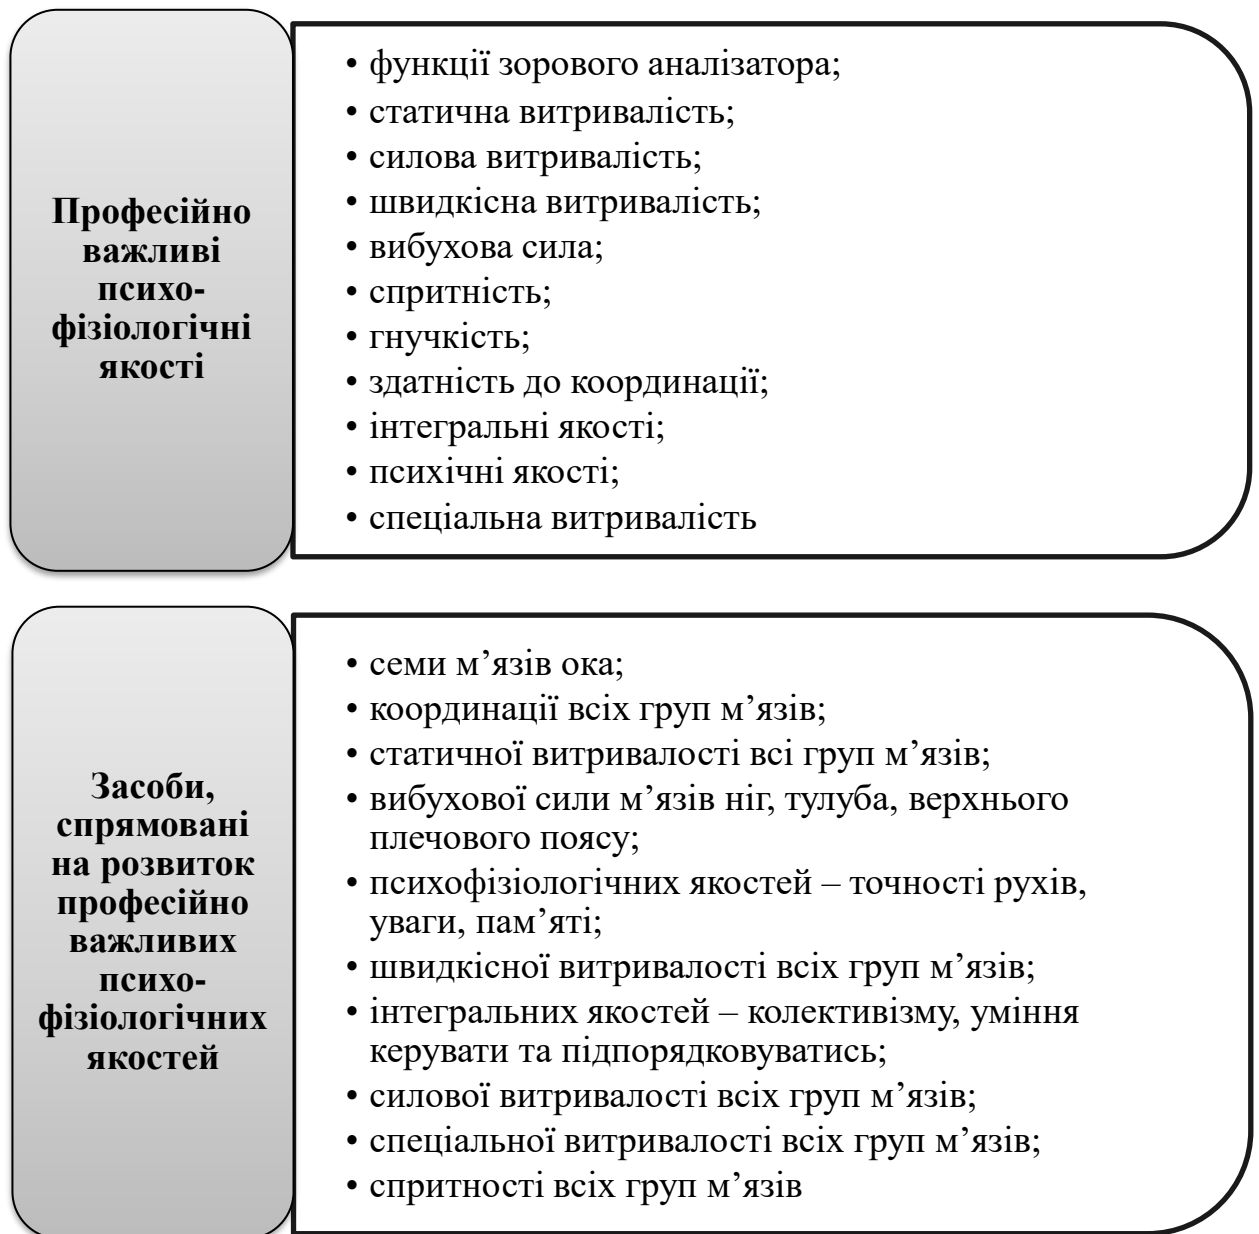 Професійно
важливі
психо-
фізіологічні
якості
• функції зорового аналізатора;
• статична витривалість;
• силова витривалість;
• швидкісна витривалість;
• вибухова сила;
• спритність;
• гнучкість;
• здатність до координації;
• інтегральні якості;
• психічні якості;
• спеціальна витривалість
Засоби,
спрямовані
на розвиток
професійно
важливих
психо-
фізіологічних
якостей
• семи м’язів ока;
• координації всіх груп м’язів;
• статичної витривалості всі груп м’язів;
• вибухової сили м’язів ніг, тулуба, верхнього
плечового поясу;
• психофізіологічних якостей – точності рухів,
уваги, пам’яті;
• швидкісної витривалості всіх груп м’язів;
• інтегральних якостей – колективізму, уміння
керувати та підпорядковуватись;
• силової витривалості всіх груп м’язів;
• спеціальної витривалості всіх груп м’язів;
• спритності всіх груп м’язів